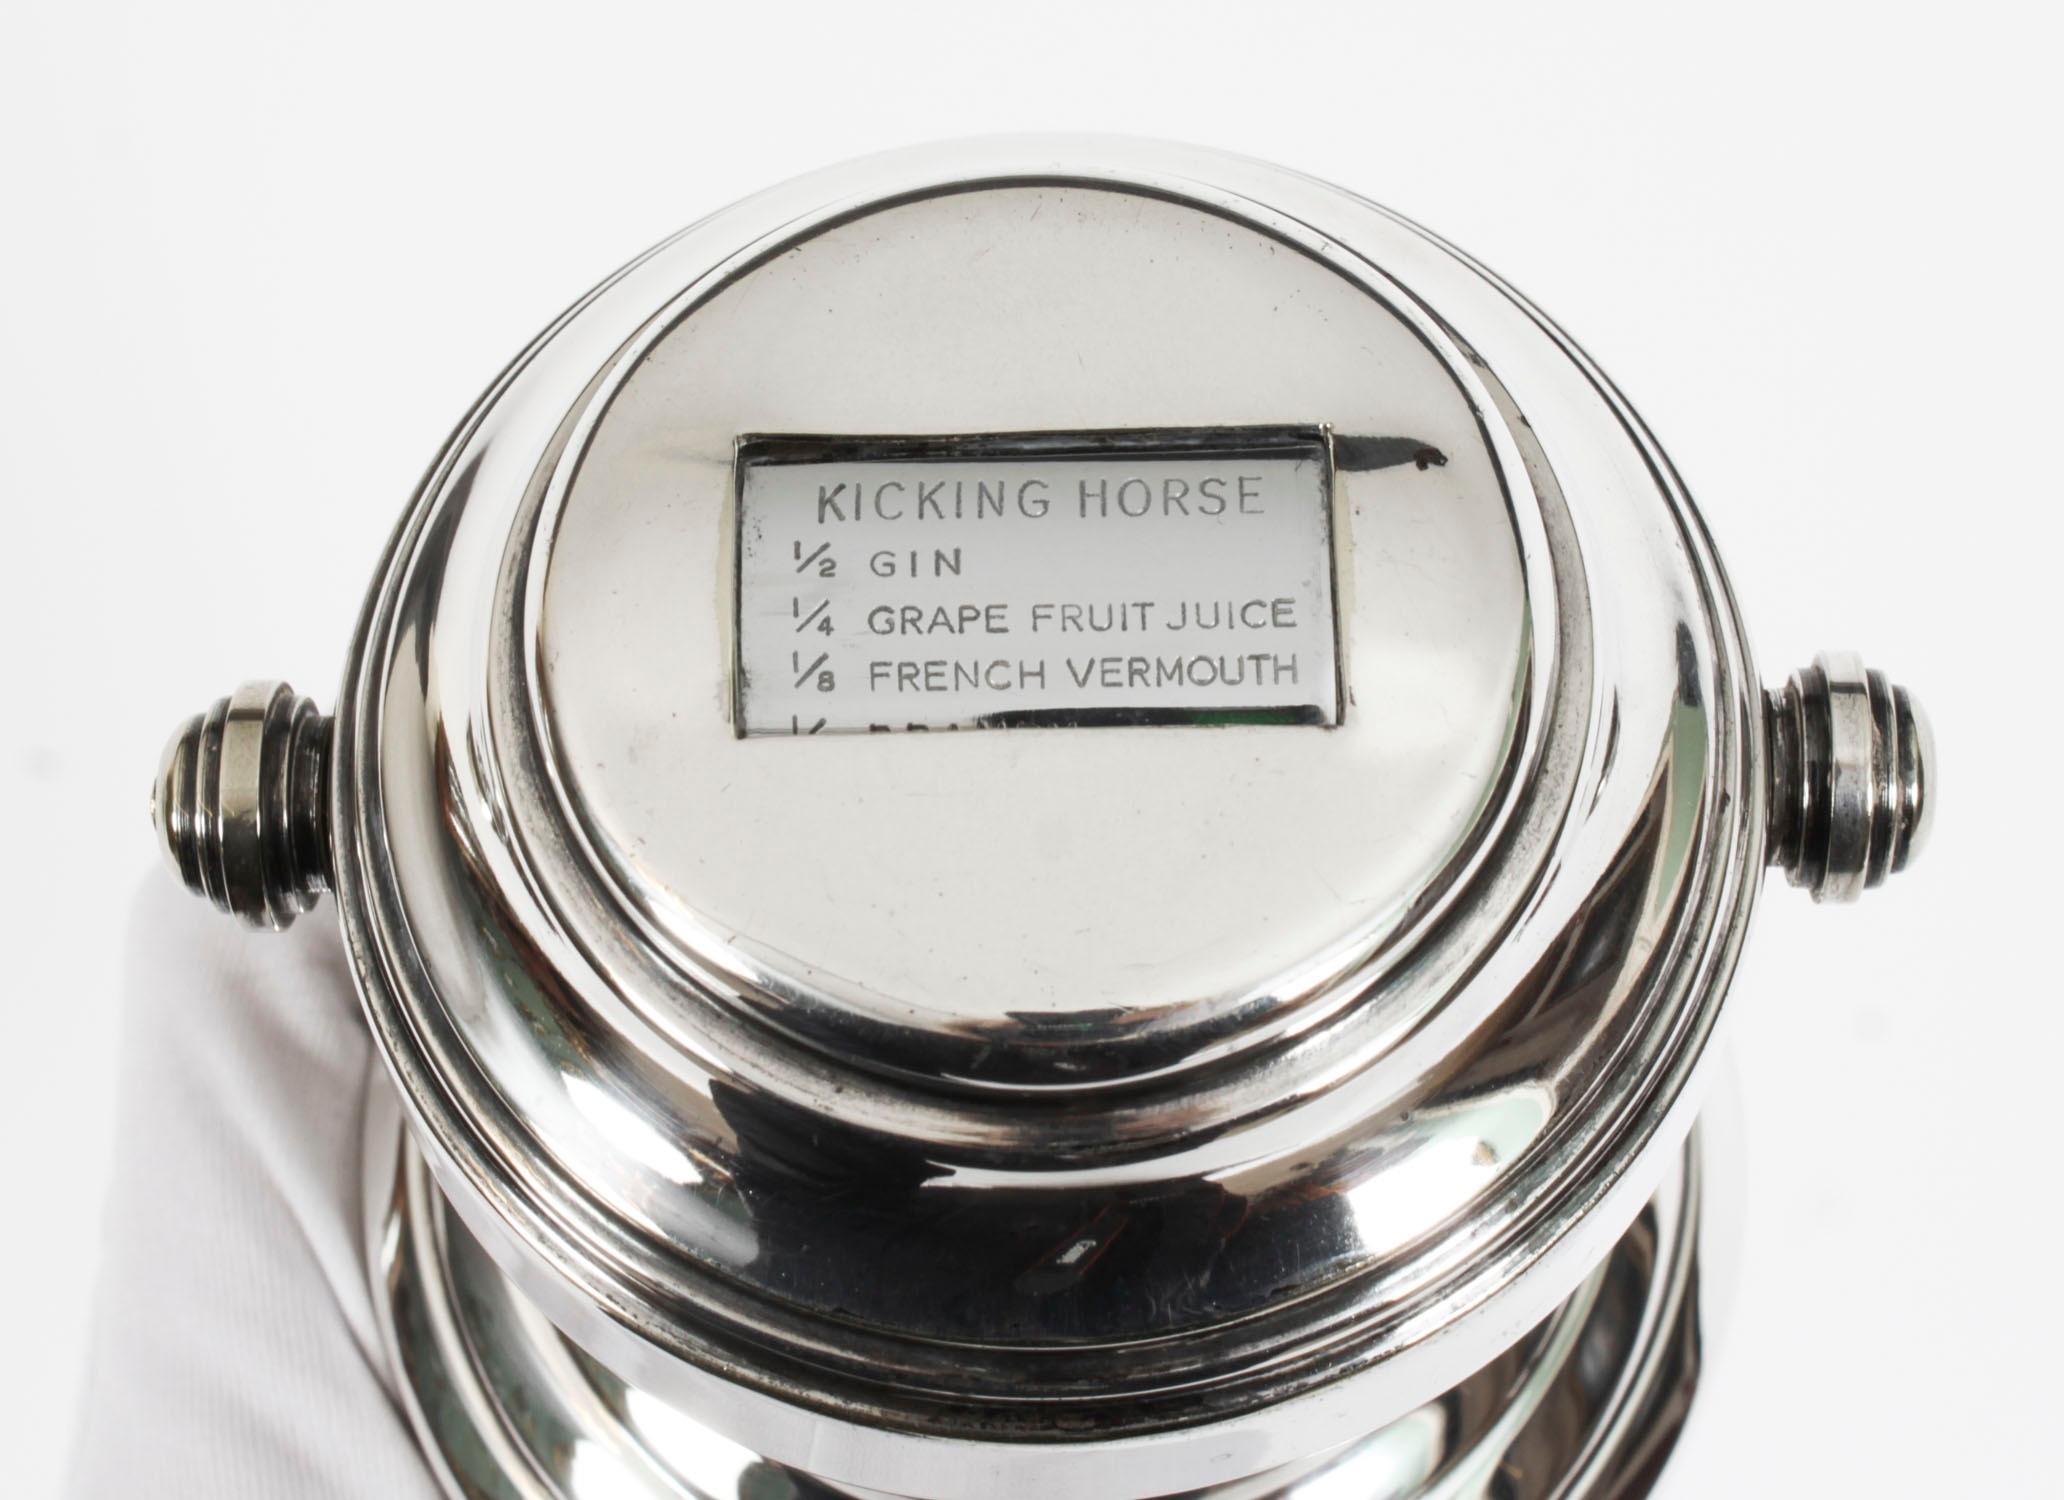 KICKING HORSE
1/2 GIN
1/4 GRAPE FRUIT JUICE
1/8 FRENCH VERMOUTH